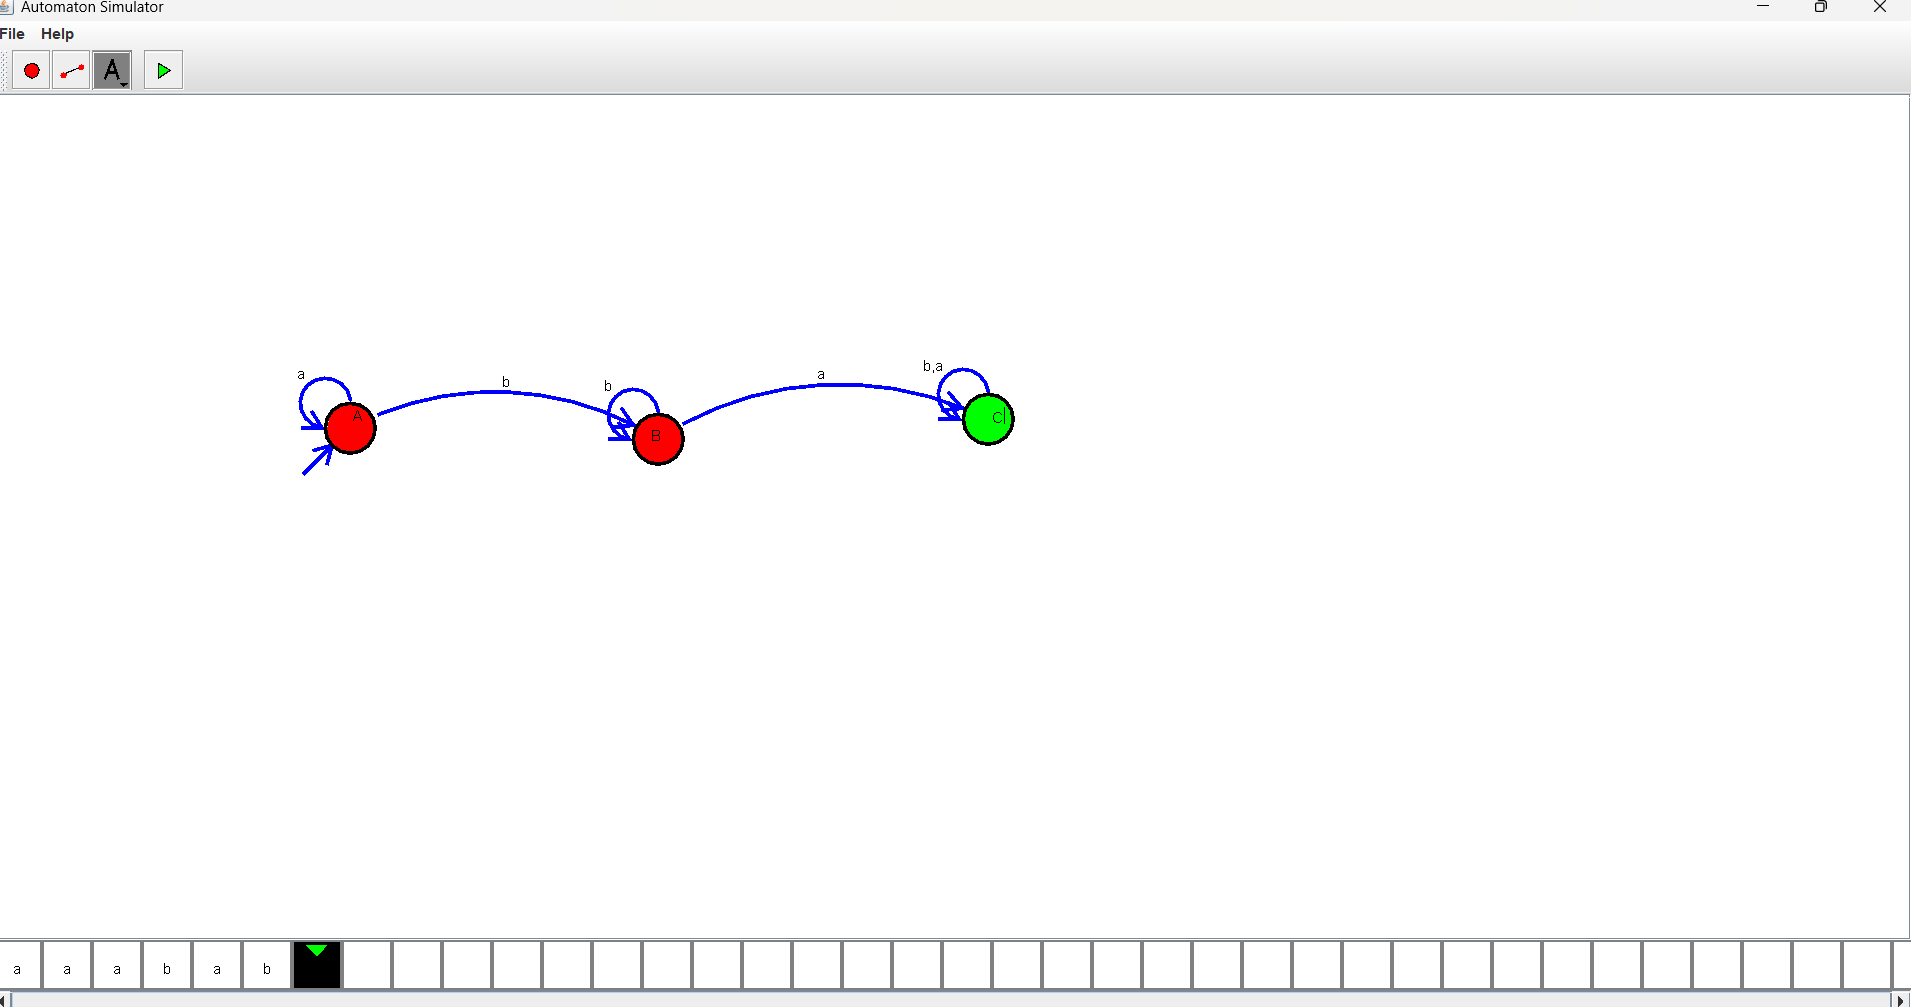 Automaton Simulator
File Help
A
b,a
a
b
b
a
A
B
c
a a a b a b